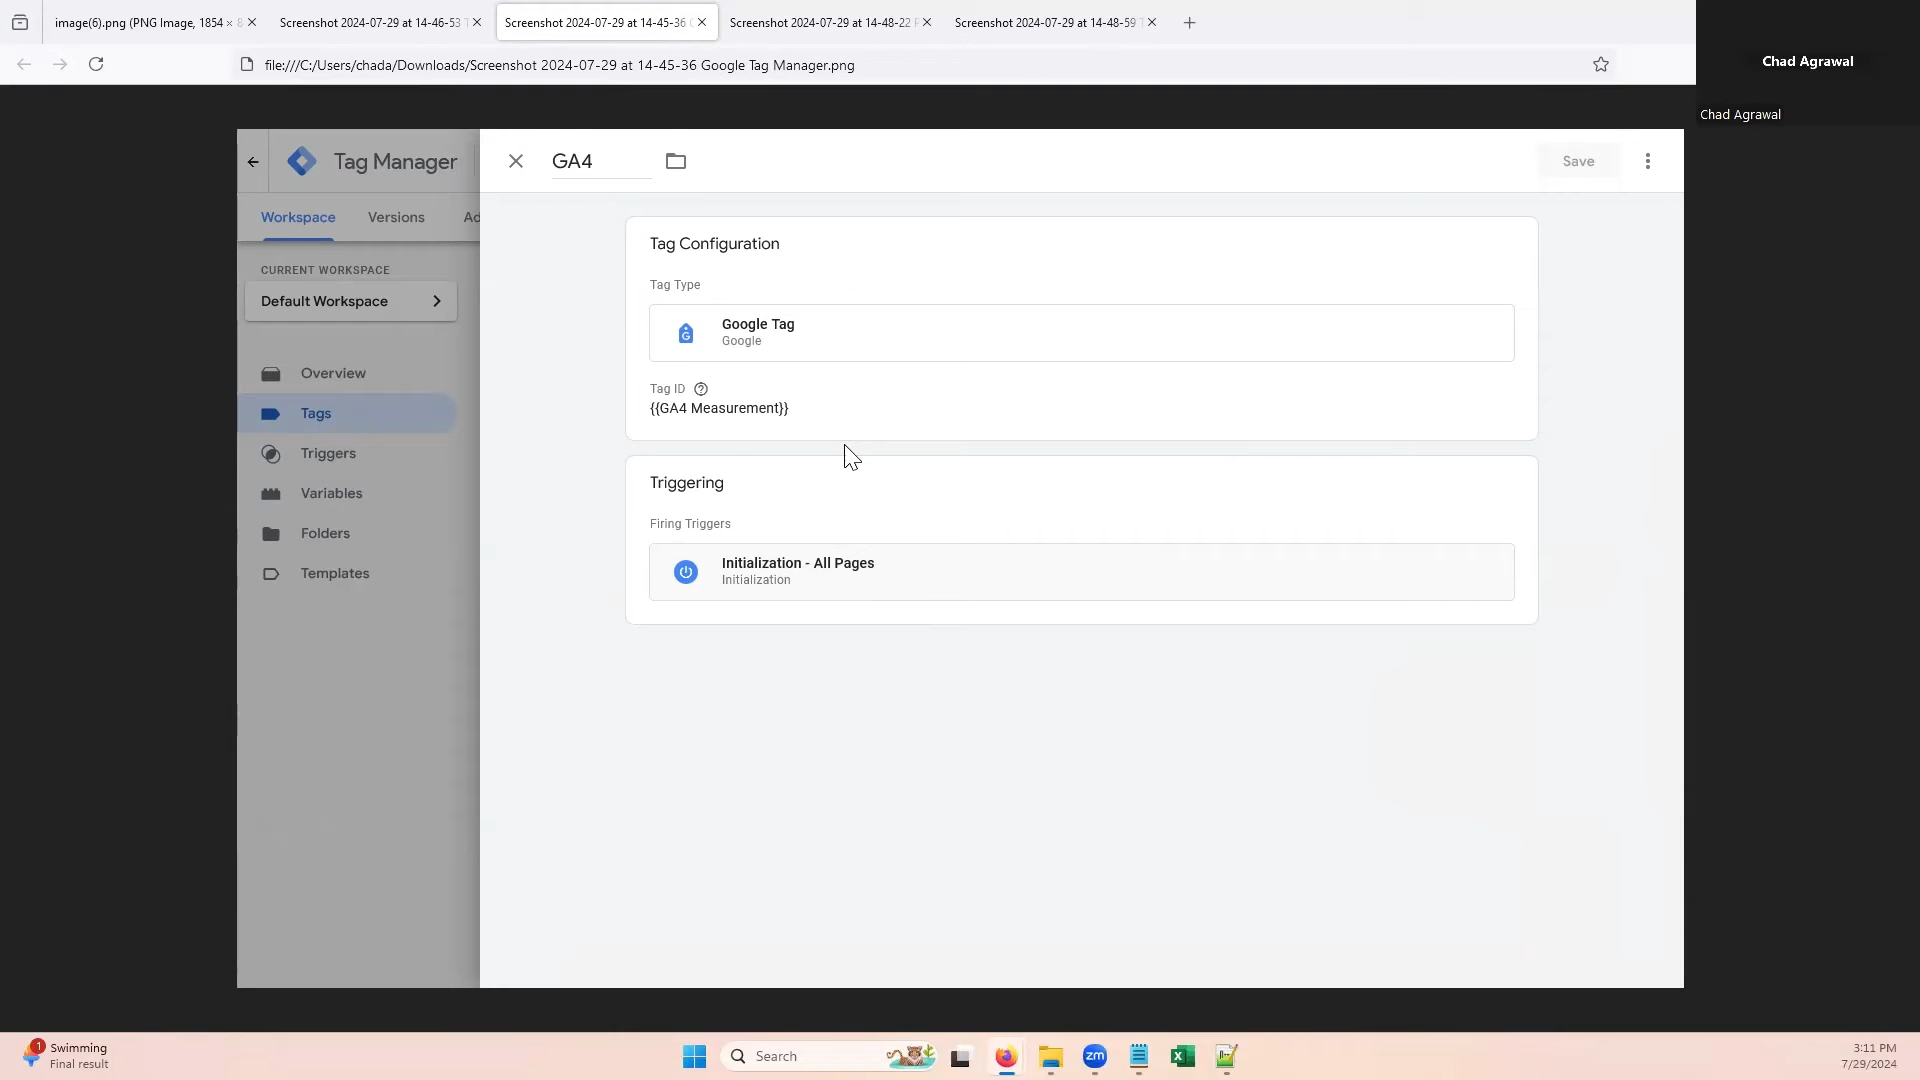 image(6).png (PNG Image, 1854 × 8
Screenshot 2024-07-29 at 14-46-53
Screenshot 2024-07-29 at 14-45-36
Screenshot 2024-07-29 at 14-48-22
Screenshot 2024-07-29 at 14-48-59
file:///C:/Users/chada/Downloads/Screenshot 2024-07-29 at 14-45-36 Google Tag Manager.png
Chad Agrawal
Chad Agrawal
Tag Manager
GA4
Save
Workspace
Versions
Ad
CURRENT WORKSPACE
Default Workspace
Overview
Tags
Triggers
Variables
Folders
Templates
Tag Configuration
Tag Type
Google Tag
Google
Tag ID
{{GA4 Measurement}}
Triggering
Firing Triggers
Initialization - All Pages
Initialization
1
Swimming
Final result
Search
zm
3:11 PM
7/29/2024